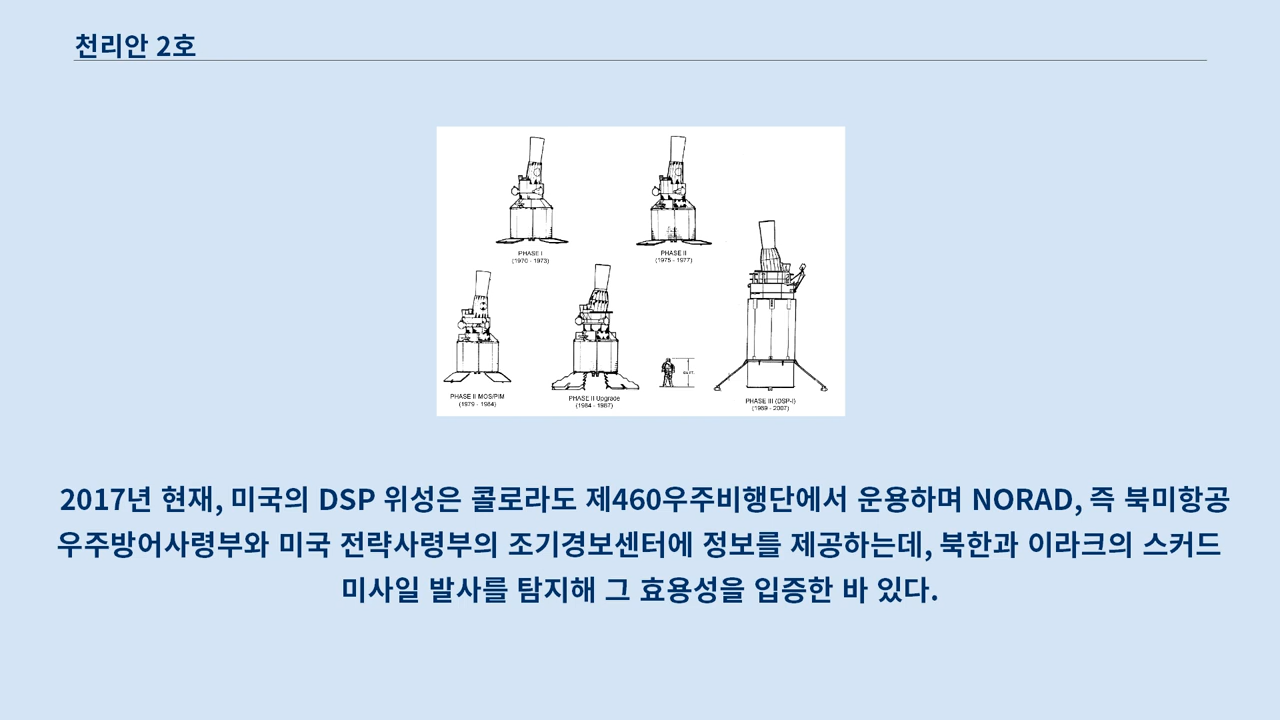 천리안 2호
PHASE I
(1970 - 1973)
PHASE II
(1975 - 1977)
PHASE II MOS/PIM
(1979 - 1984)
PHASE II Upgrade
(1984 - 1987)
PHASE III (DSP-I)
(1989 - 2007)
2017년 현재, 미국의 DSP 위성은 콜로라도 제460우주비행단에서 운용하며 NORAD, 즉 북미항공
우주방어사령부와 미국 전략사령부의 조기경보센터에 정보를 제공하는데, 북한과 이라크의 스커드
미사일 발사를 탐지해 그 효용성을 입증한 바 있다.